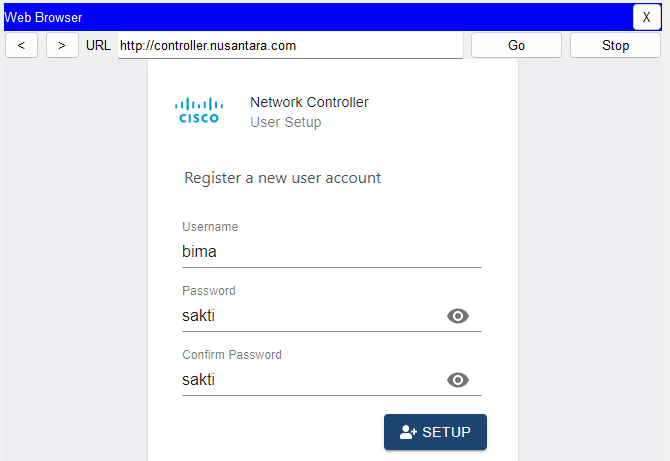 Web Browser X
< > URL http://controller.nusantara.com Go Stop
CISCO
Network Controller
User Setup
Register a new user account
Username
bima
Password
sakti
Confirm Password
sakti
SETUP